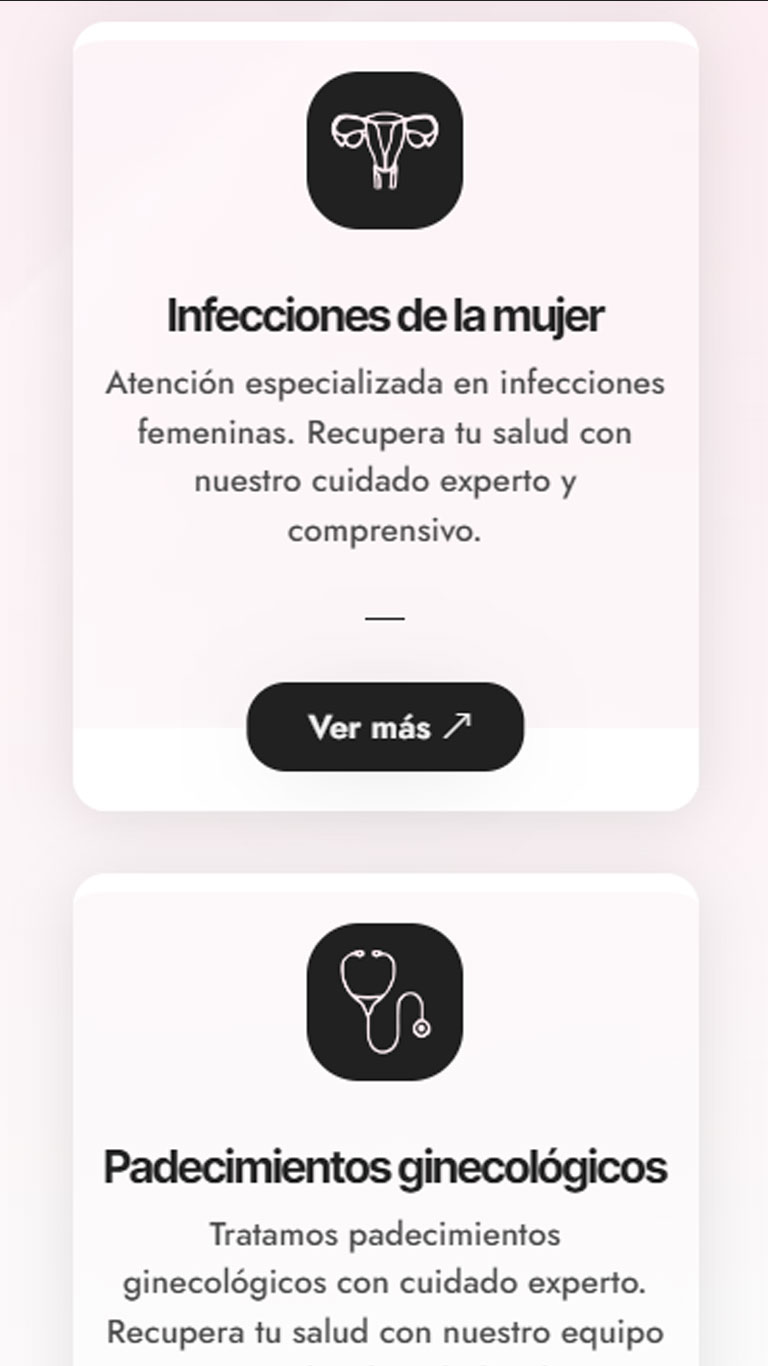 Infecciones de la mujer
Atención especializada en infecciones
femeninas. Recupera tu salud con
nuestro cuidado experto y
comprensivo.
—
Ver más ↗
Padecimientos ginecológicos
Tratamos padecimientos
ginecológicos con cuidado experto.
Recupera tu salud con nuestro equipo